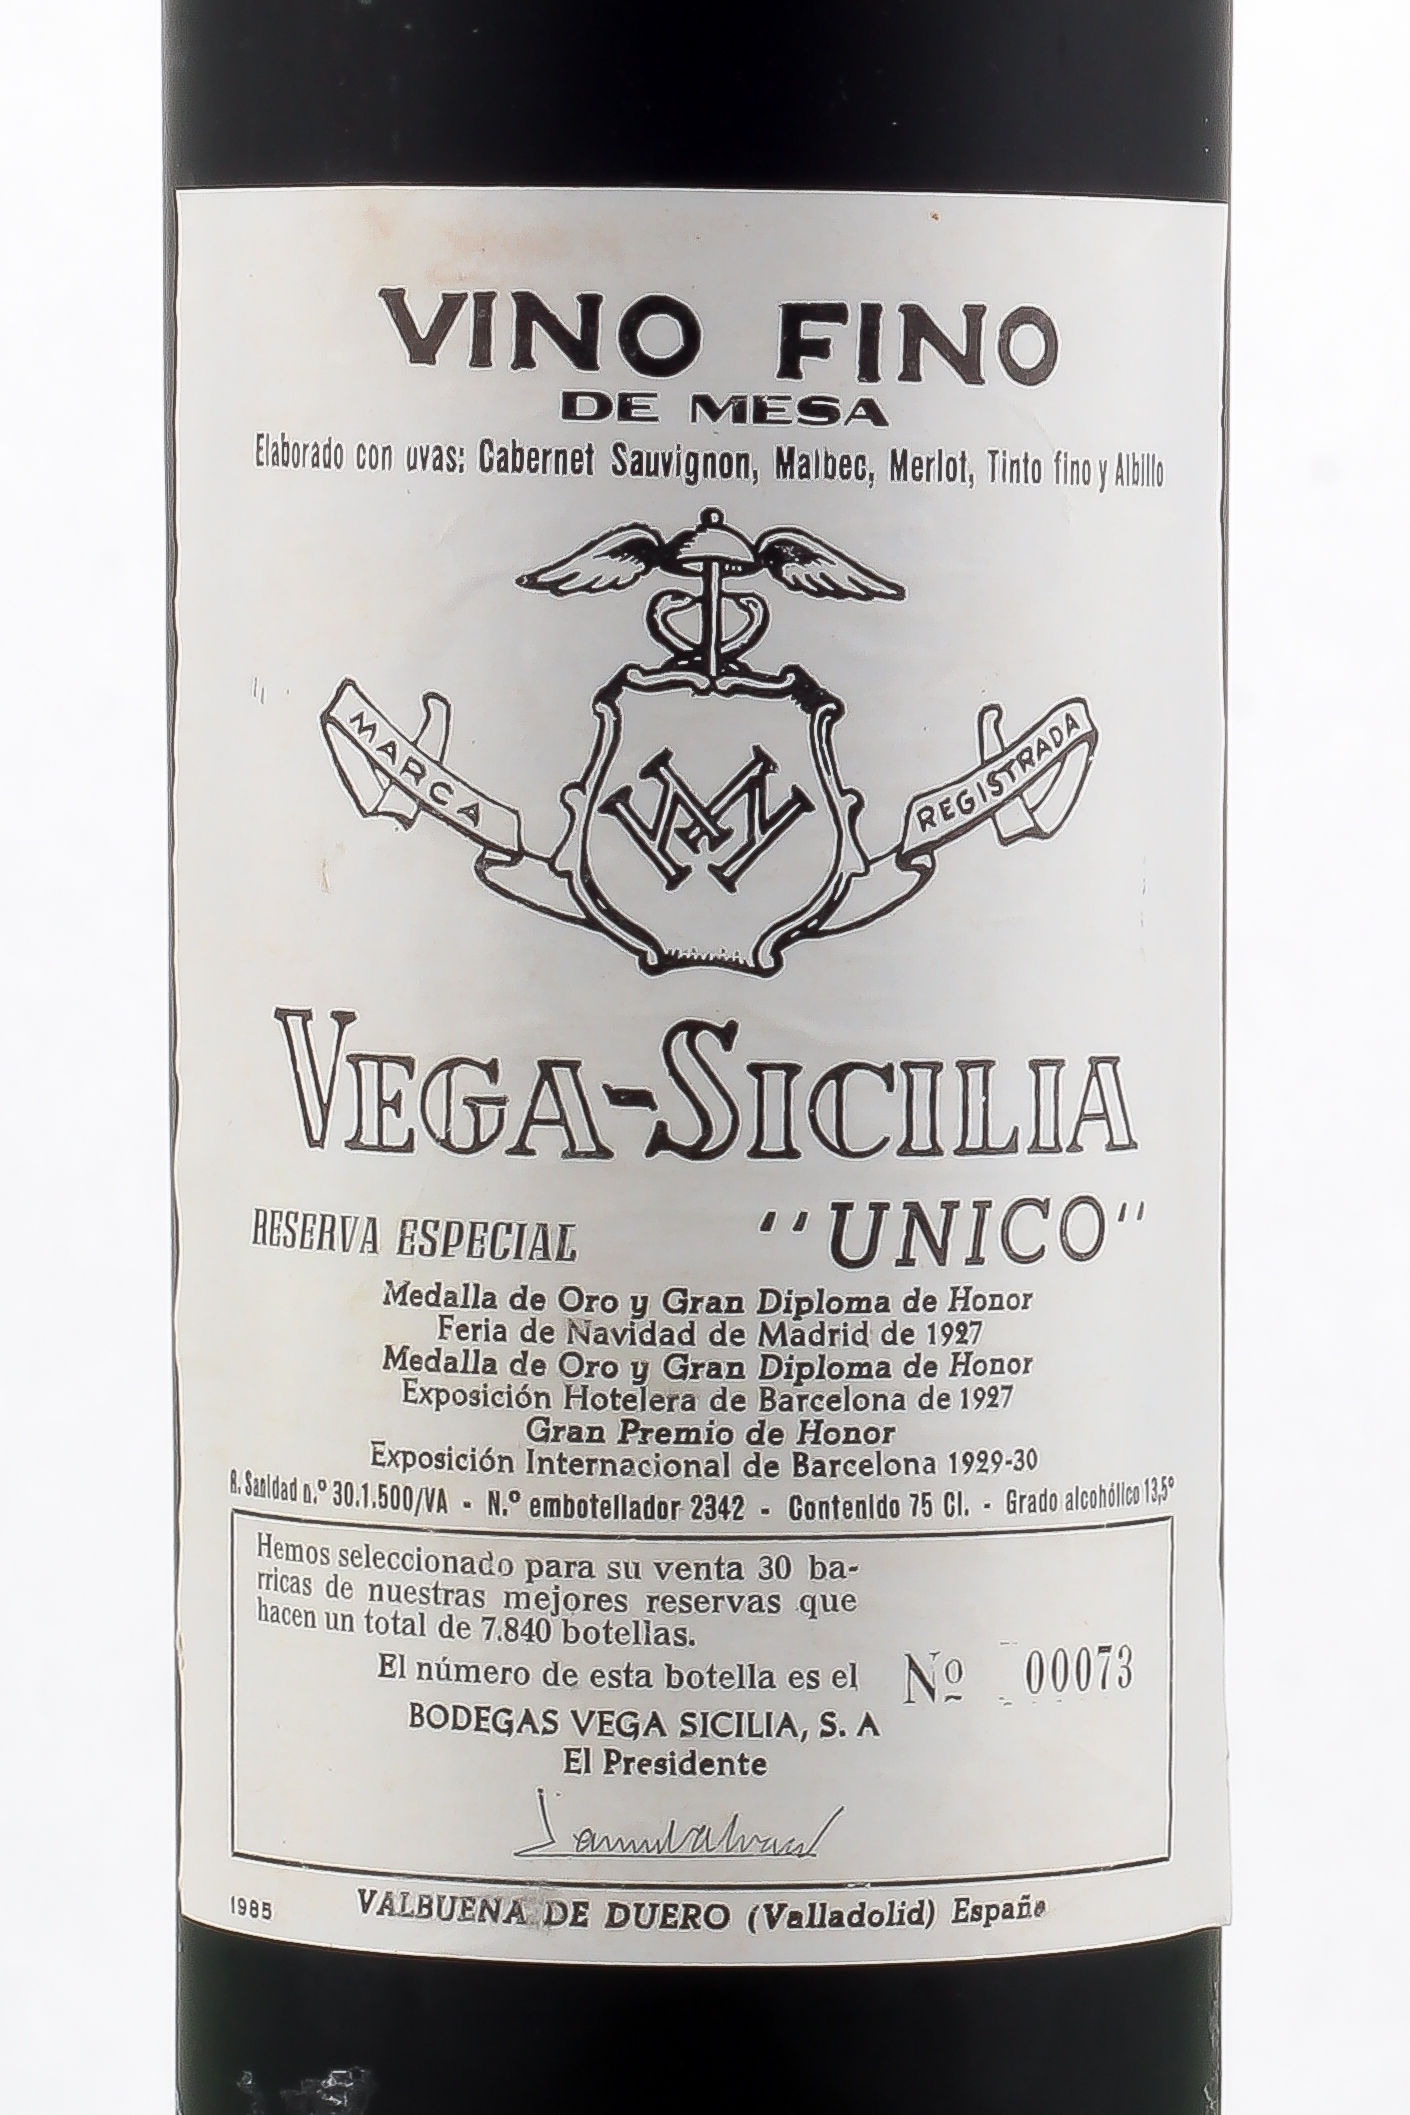 VINO FINO
DE MESA
Elaborado con uvas: Cabernet Sauvignon, Malbec, Merlot, Tinto fino y Albillo
MARCA REGISTRADA
VEGA-SICILIA
RESERVA ESPECIAL "UNICO"
Medalla de Oro y Gran Diploma de Honor
Feria de Navidad de Madrid de 1927
Medalla de Oro y Gran Diploma de Honor
Exposición Hotelera de Barcelona de 1927
Gran Premio de Honor
Exposición Internacional de Barcelona 1929-30
R. Sanidad n.º 30.1.500/VA - N.º embotellador 2342 - Contenido 75 Cl. - Grado alcohólico 13,5°
Hemos seleccionado para su venta 30 ba-
rricas de nuestras mejores reservas que
hacen un total de 7.840 botellas.
El número de esta botella es el Nº 00073
BODEGAS VEGA SICILIA, S. A
El Presidente
1985 VALBUENA DE DUERO (Valladolid) España